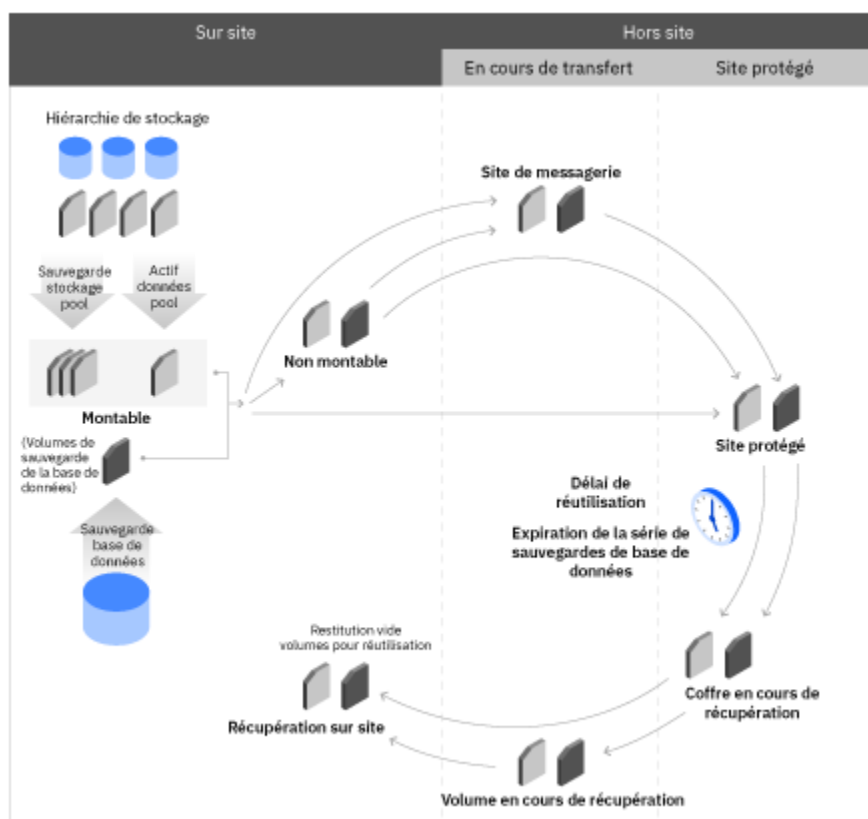 Sur site
Hors site
En cours de transfert
Site protégé
Hiérarchie de stockage
Sauvegarde
stockage
pool
Actif
données
pool
Montable
(Volumes de
sauvegarde
de la base de
données)
Sauvegarde
base de
données
Non montable
Site de messagerie
Site protégé
Délai de
réutilisation
Expiration de la série de
sauvegardes de base de
données
Coffre en cours de
récupération
Volume en cours de récupération
Restitution vide
volumes pour réutilisation
Récupération sur site